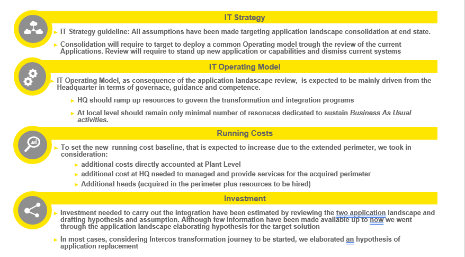 IT Strategy
IT Strategy guideline: All assumptions have been made targeting application landscape consolidation at end state.
Consolidation will require to target to deploy a common Operating model trough the review of the current
Applications. Review will require to stand up new application or capabilities and dismiss current systems
IT Operating Model
IT Operating Model, as consequence of the application landscape review, is expected to be mainly driven from the
Headquarter in terms of governace, guidance and competence.
HQ should ramp up resources to govern the transformation and integration programs
At local level should remain only minimal number of resoruces dedicated to sustain Business As Usual
activities.
Running Costs
To set the new running cost baseline, that is expected to increase due to the extended perimeter, we took in
consideration:
additional costs directly accounted at Plant Level
additional cost at HQ needed to managed and provide services for the acquired perimeter
Additional heads (acquired in the perimeter plus resources to be hired)
Investment
Investment needed to carry out the integration have been estimated by reviewing the two application landscape and
drafting hypothesis and assumption. Although few information have been made available up to now we went
through the application landscape elaborating hypothesis for the target solution
In most cases, considering Intercos transformation journey to be started, we elaborated an hypothesis of
application replacement